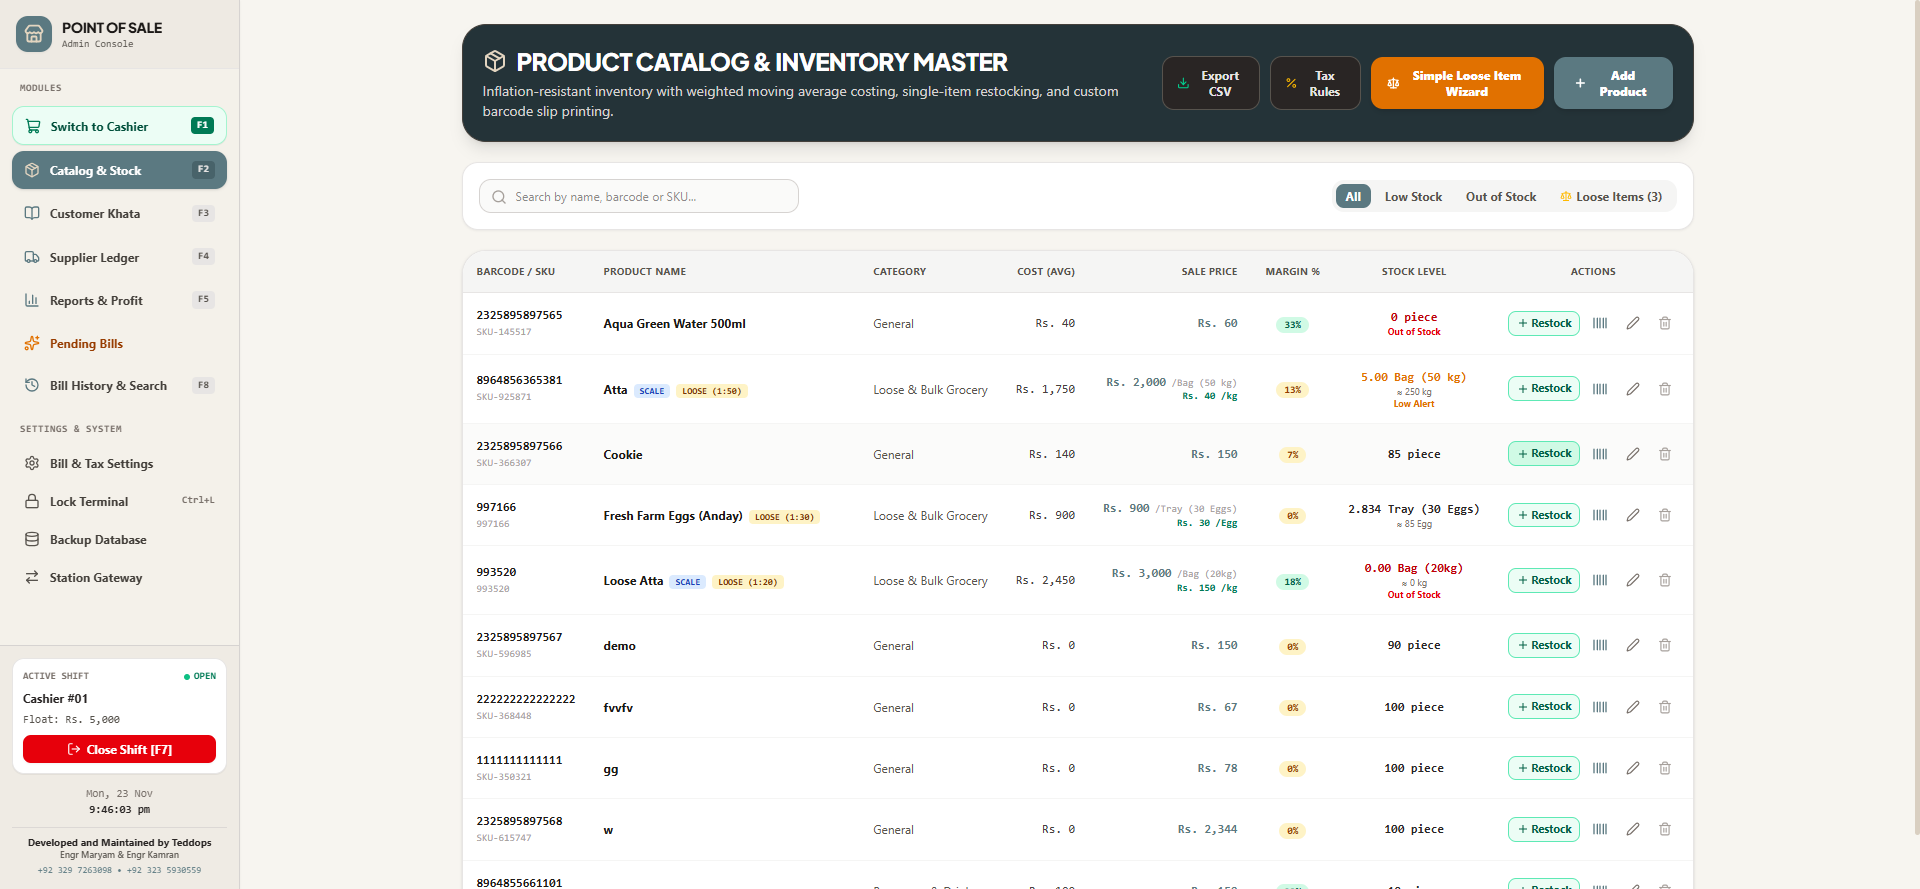 POINT OF SALE
Admin Console
MODULES
Switch to Cashier F1
Catalog & Stock F2
Customer Khata F3
Supplier Ledger F4
Reports & Profit F5
Pending Bills
Bill History & Search F8
SETTINGS & SYSTEM
Bill & Tax Settings
Lock Terminal Ctrl+L
Backup Database
Station Gateway
ACTIVE SHIFT OPEN
Cashier #01
Float: Rs. 5,000
Close Shift [F7]
Mon, 23 Nov
9:46:03 pm
Developed and Maintained by Teddops
Engr Maryam & Engr Kamran
+92 329 7263098 • +92 323 5930559
PRODUCT CATALOG & INVENTORY MASTER
Inflation-resistant inventory with weighted moving average costing, single-item restocking, and custom
barcode slip printing.
Export
CSV
% Tax
Rules
Simple Loose Item
Wizard
+ Add
Product
Search by name, barcode or SKU...
All Low Stock Out of Stock Loose Items (3)
BARCODE / SKU PRODUCT NAME CATEGORY COST (AVG) SALE PRICE MARGIN % STOCK LEVEL ACTIONS
2325895897565
SKU-145517
Aqua Green Water 500ml General Rs. 40 Rs. 60 33%
0 piece
Out of Stock
+ Restock
8964856365381
SKU-925871
Atta SCALE LOOSE (1:50) Loose & Bulk Grocery Rs. 1,750
Rs. 2,000 /Bag (50 kg)
Rs. 40 /kg
13%
5.00 Bag (50 kg)
≈ 250 kg
Low Alert
+ Restock
2325895897566
SKU-366307
Cookie General Rs. 140 Rs. 150 7% 85 piece + Restock
997166
997166
Fresh Farm Eggs (Anday) LOOSE (1:30) Loose & Bulk Grocery Rs. 900
Rs. 900 /Tray (30 Eggs)
Rs. 30 /Egg
0%
2.834 Tray (30 Eggs)
≈ 85 Egg
+ Restock
993520
993520
Loose Atta SCALE LOOSE (1:20) Loose & Bulk Grocery Rs. 2,450
Rs. 3,000 /Bag (20kg)
Rs. 150 /kg
18%
0.00 Bag (20kg)
≈ 0 kg
Out of Stock
+ Restock
2325895897567
SKU-596985
demo General Rs. 0 Rs. 150 0% 90 piece + Restock
222222222222222
SKU-368448
fvvfv General Rs. 0 Rs. 67 0% 100 piece + Restock
1111111111111
SKU-350321
gg General Rs. 0 Rs. 78 0% 100 piece + Restock
2325895897568
SKU-615747
w General Rs. 0 Rs. 2,344 0% 100 piece + Restock
8964855661101